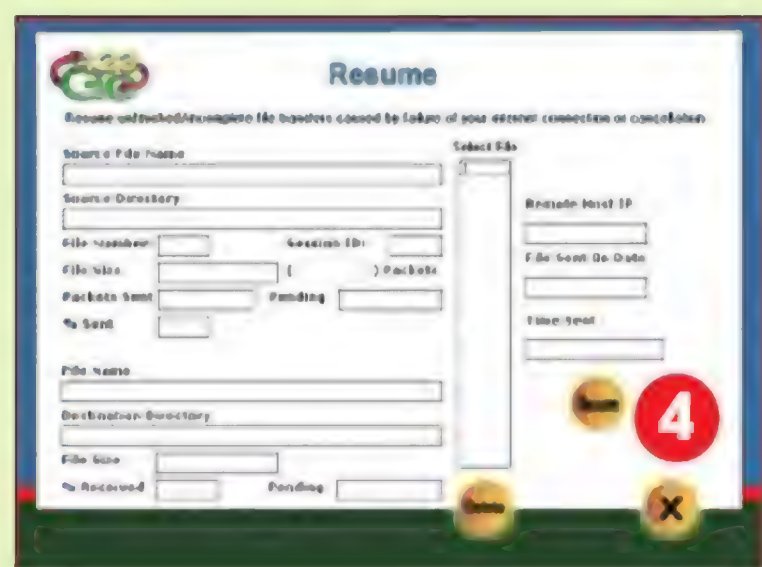 Resume
Resume unfinished/incomplete file transfers caused by failure of your internet connection or cancellation
Source File Name
Select File
Source Directory
Remote Host IP
File Number
Session ID:
File Sent On Date
File Size
( ) Packets
Packets Sent
Pending
% Sent
Time Sent
File Name
Destination Directory
4
File Size
% Received
Pending
Delete
X